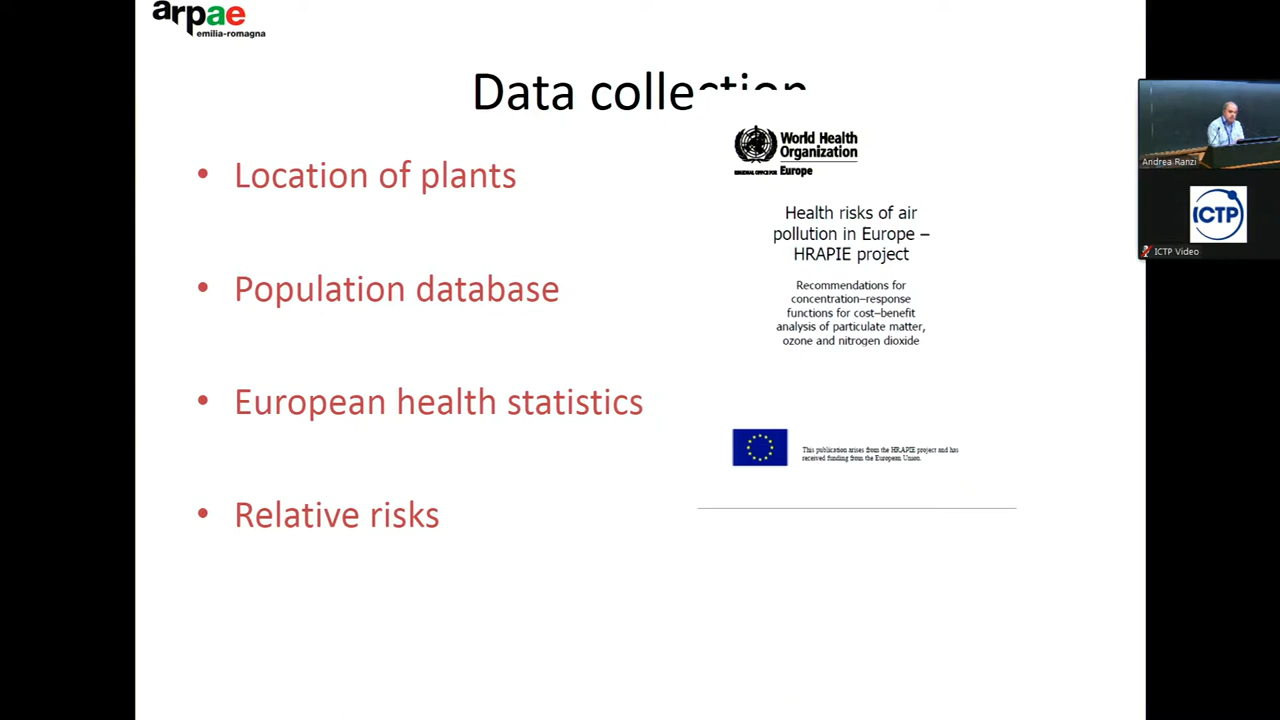 arpae
emilia-romagna
Data collection
• Location of plants
• Population database
• European health statistics
• Relative risks
World Health
Organization
REGIONAL OFFICE FOR Europe
Health risks of air
pollution in Europe –
HRAPIE project
Recommendations for
concentration–response
functions for cost–benefit
analysis of particulate matter,
ozone and nitrogen dioxide
This publication arises from the HRAPIE project and has
received funding from the European Union.
Andrea Ranzi
ICTP
ICTP Video